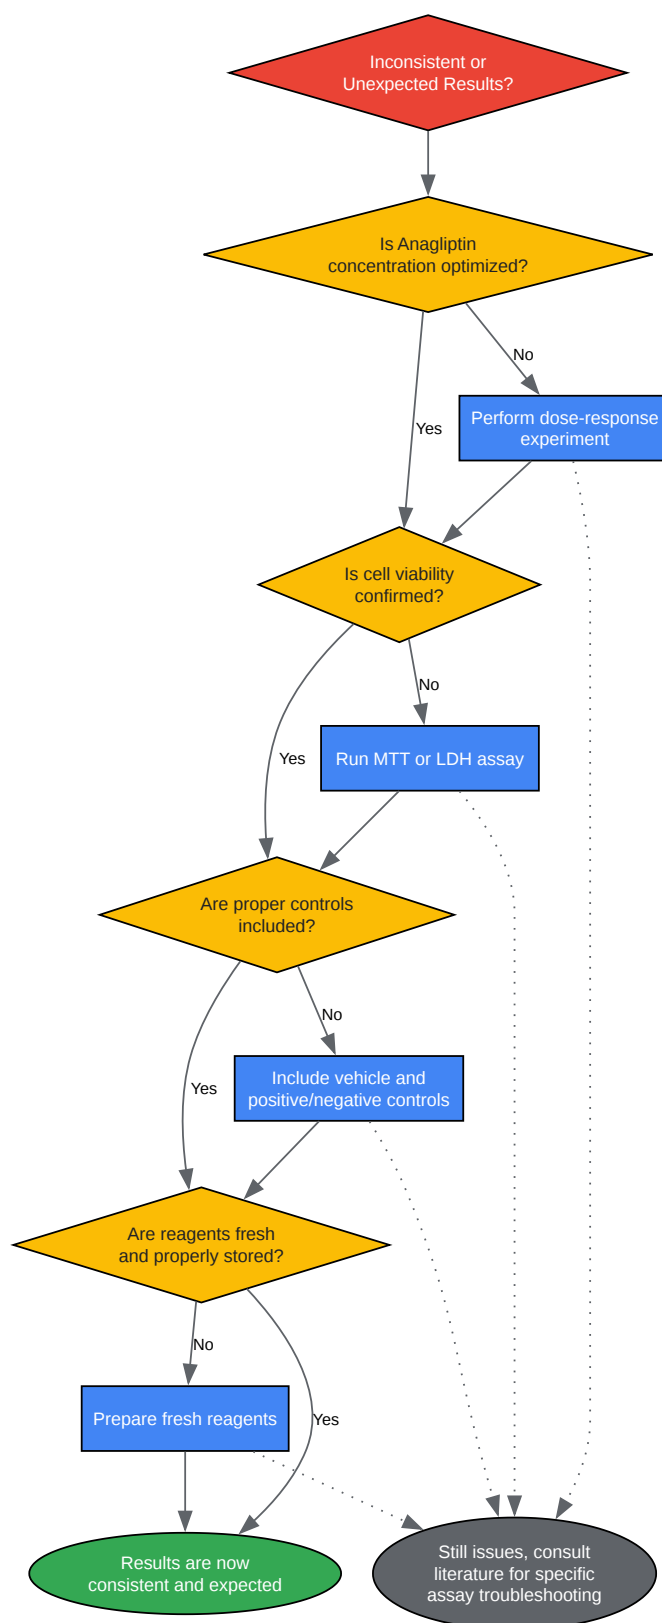 Inconsistent or
Unexpected Results?
Is Anagliptin
concentration optimized?
No
Yes
Perform dose-response
experiment
Is cell viability
confirmed?
No
Yes
Run MTT or LDH assay
Are proper controls
included?
No
Yes
Include vehicle and
positive/negative controls
Are reagents fresh
and properly stored?
No
Yes
Prepare fresh reagents
Results are now
consistent and expected
Still issues, consult
literature for specific
assay troubleshooting